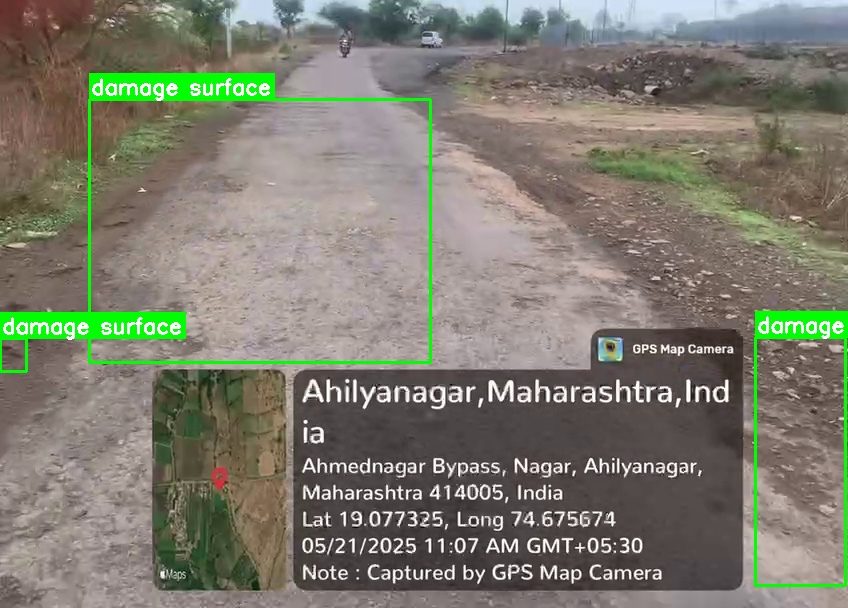 damage surface
damage surface
damage
GPS Map Camera
Ahilyanagar,Maharashtra,Ind
ia
Ahmednagar Bypass, Nagar, Ahilyanagar,
Maharashtra 414005, India
Lat 19.077325, Long 74.675674
05/21/2025 11:07 AM GMT+05:30
Note : Captured by GPS Map Camera
Maps